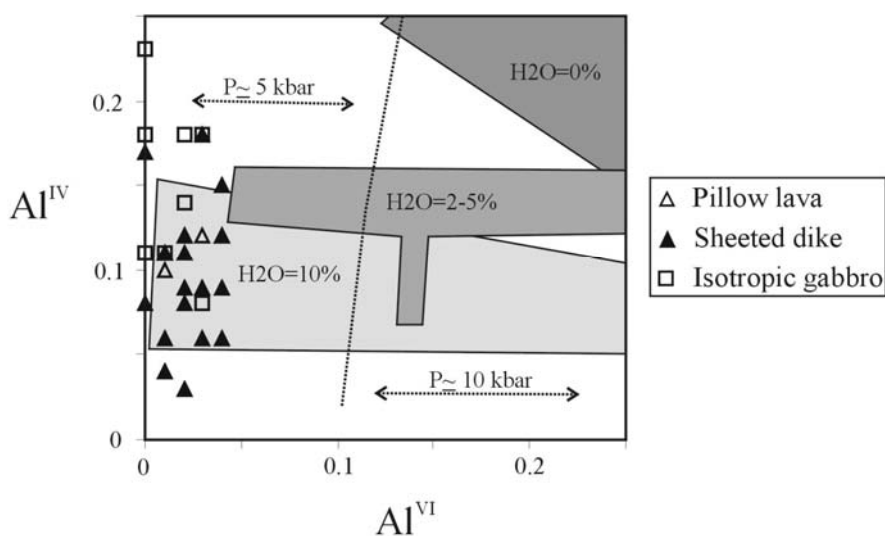 H2O=0%
0.2
P≃ 5 kbar
H2O=2-5%
Al^IV
0.1
H2O=10%
P≃ 10 kbar
0
0
0.1
0.2
Al^VI
Pillow lava
Sheeted dike
Isotropic gabbro